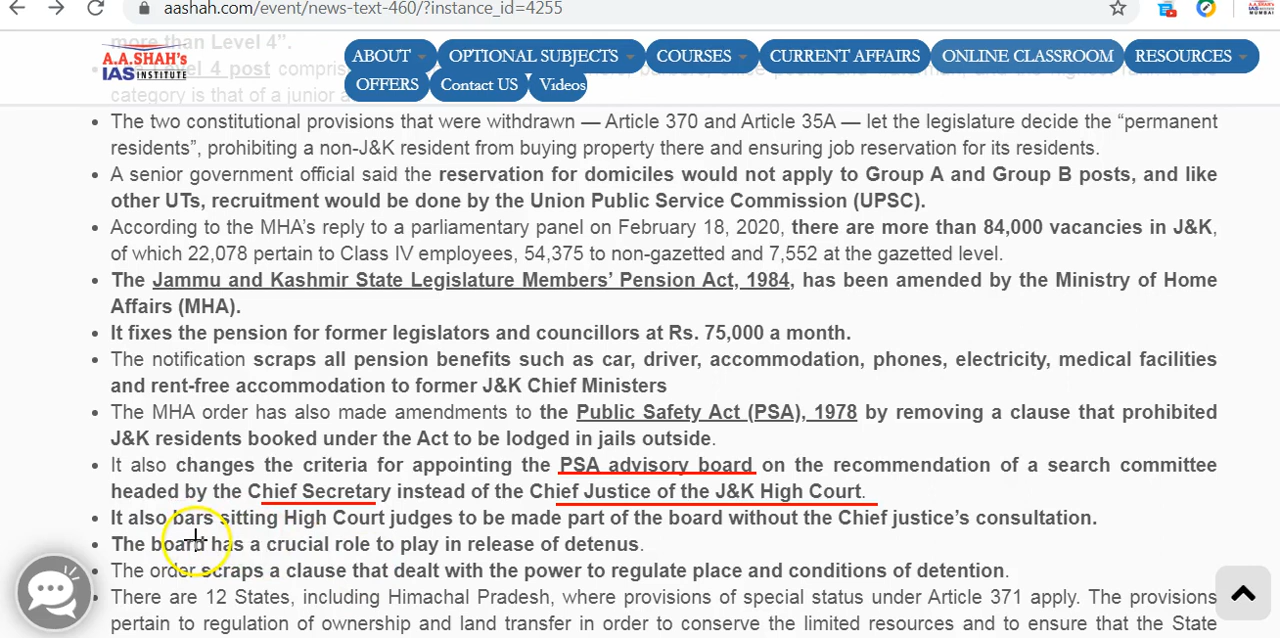 aashah.com/event/news-text-460/?instance_id=4255
more than Level 4”.
A.A.SHAH'S
IAS INSTITUTE
ABOUT OPTIONAL SUBJECTS COURSES CURRENT AFFAIRS ONLINE CLASSROOM RESOURCES
OFFERS Contact US Videos
Level 4 post
category is that of a junior a
The two constitutional provisions that were withdrawn — Article 370 and Article 35A — let the legislature decide the “permanent
residents”, prohibiting a non-J&K resident from buying property there and ensuring job reservation for its residents.
A senior government official said the reservation for domiciles would not apply to Group A and Group B posts, and like
other UTs, recruitment would be done by the Union Public Service Commission (UPSC).
According to the MHA’s reply to a parliamentary panel on February 18, 2020, there are more than 84,000 vacancies in J&K,
of which 22,078 pertain to Class IV employees, 54,375 to non-gazetted and 7,552 at the gazetted level.
The Jammu and Kashmir State Legislature Members’ Pension Act, 1984, has been amended by the Ministry of Home
Affairs (MHA).
It fixes the pension for former legislators and councillors at Rs. 75,000 a month.
The notification scraps all pension benefits such as car, driver, accommodation, phones, electricity, medical facilities
and rent-free accommodation to former J&K Chief Ministers
The MHA order has also made amendments to the Public Safety Act (PSA), 1978 by removing a clause that prohibited
J&K residents booked under the Act to be lodged in jails outside.
It also changes the criteria for appointing the PSA advisory board on the recommendation of a search committee
headed by the Chief Secretary instead of the Chief Justice of the J&K High Court.
It also bars sitting High Court judges to be made part of the board without the Chief justice’s consultation.
The board has a crucial role to play in release of detenus.
The order scraps a clause that dealt with the power to regulate place and conditions of detention.
There are 12 States, including Himachal Pradesh, where provisions of special status under Article 371 apply. The provisions
pertain to regulation of ownership and land transfer in order to conserve the limited resources and to ensure that the State